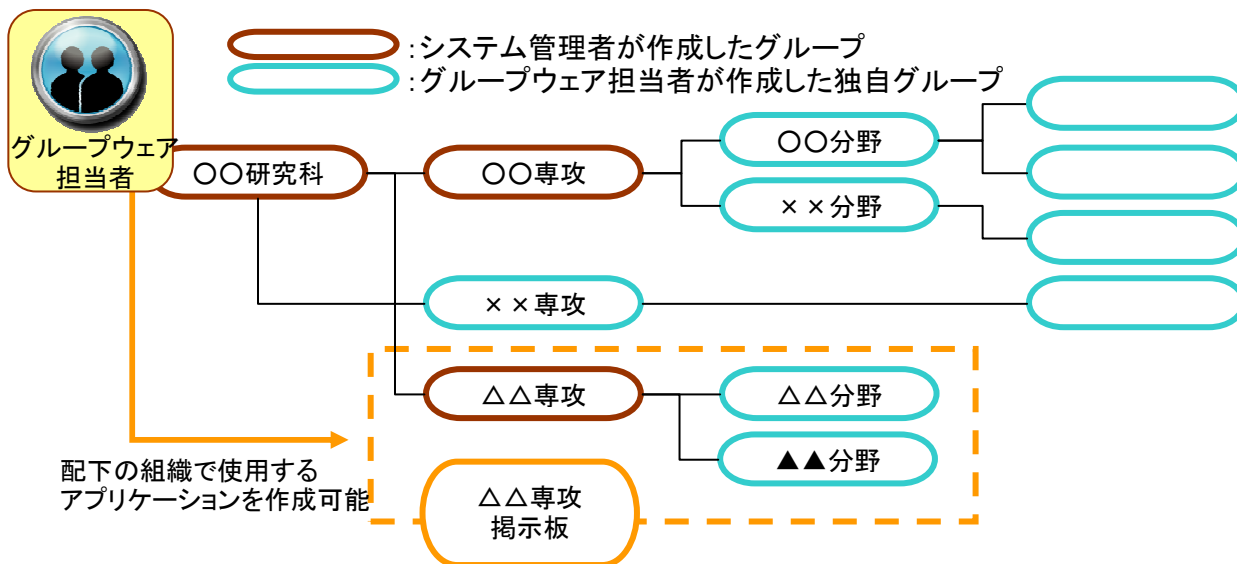 ：システム管理者が作成したグループ
：グループウェア担当者が作成した独自グループ
グループウェア
担当者
〇〇研究科
〇〇専攻
〇〇分野
××分野
××専攻
△△専攻
△△分野
▲▲分野
配下の組織で使用する
アプリケーションを作成可能
△△専攻
掲示板